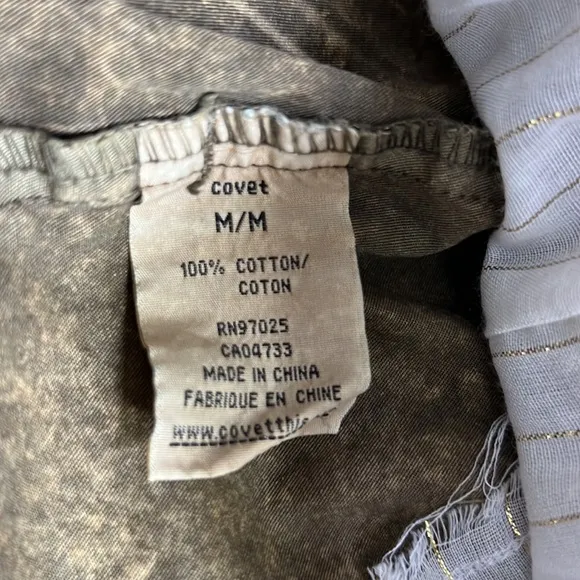 covet
M/M
100% COTTON/
COTON
RN97025
CA04733
MADE IN CHINA
FABRIQUE EN CHINE